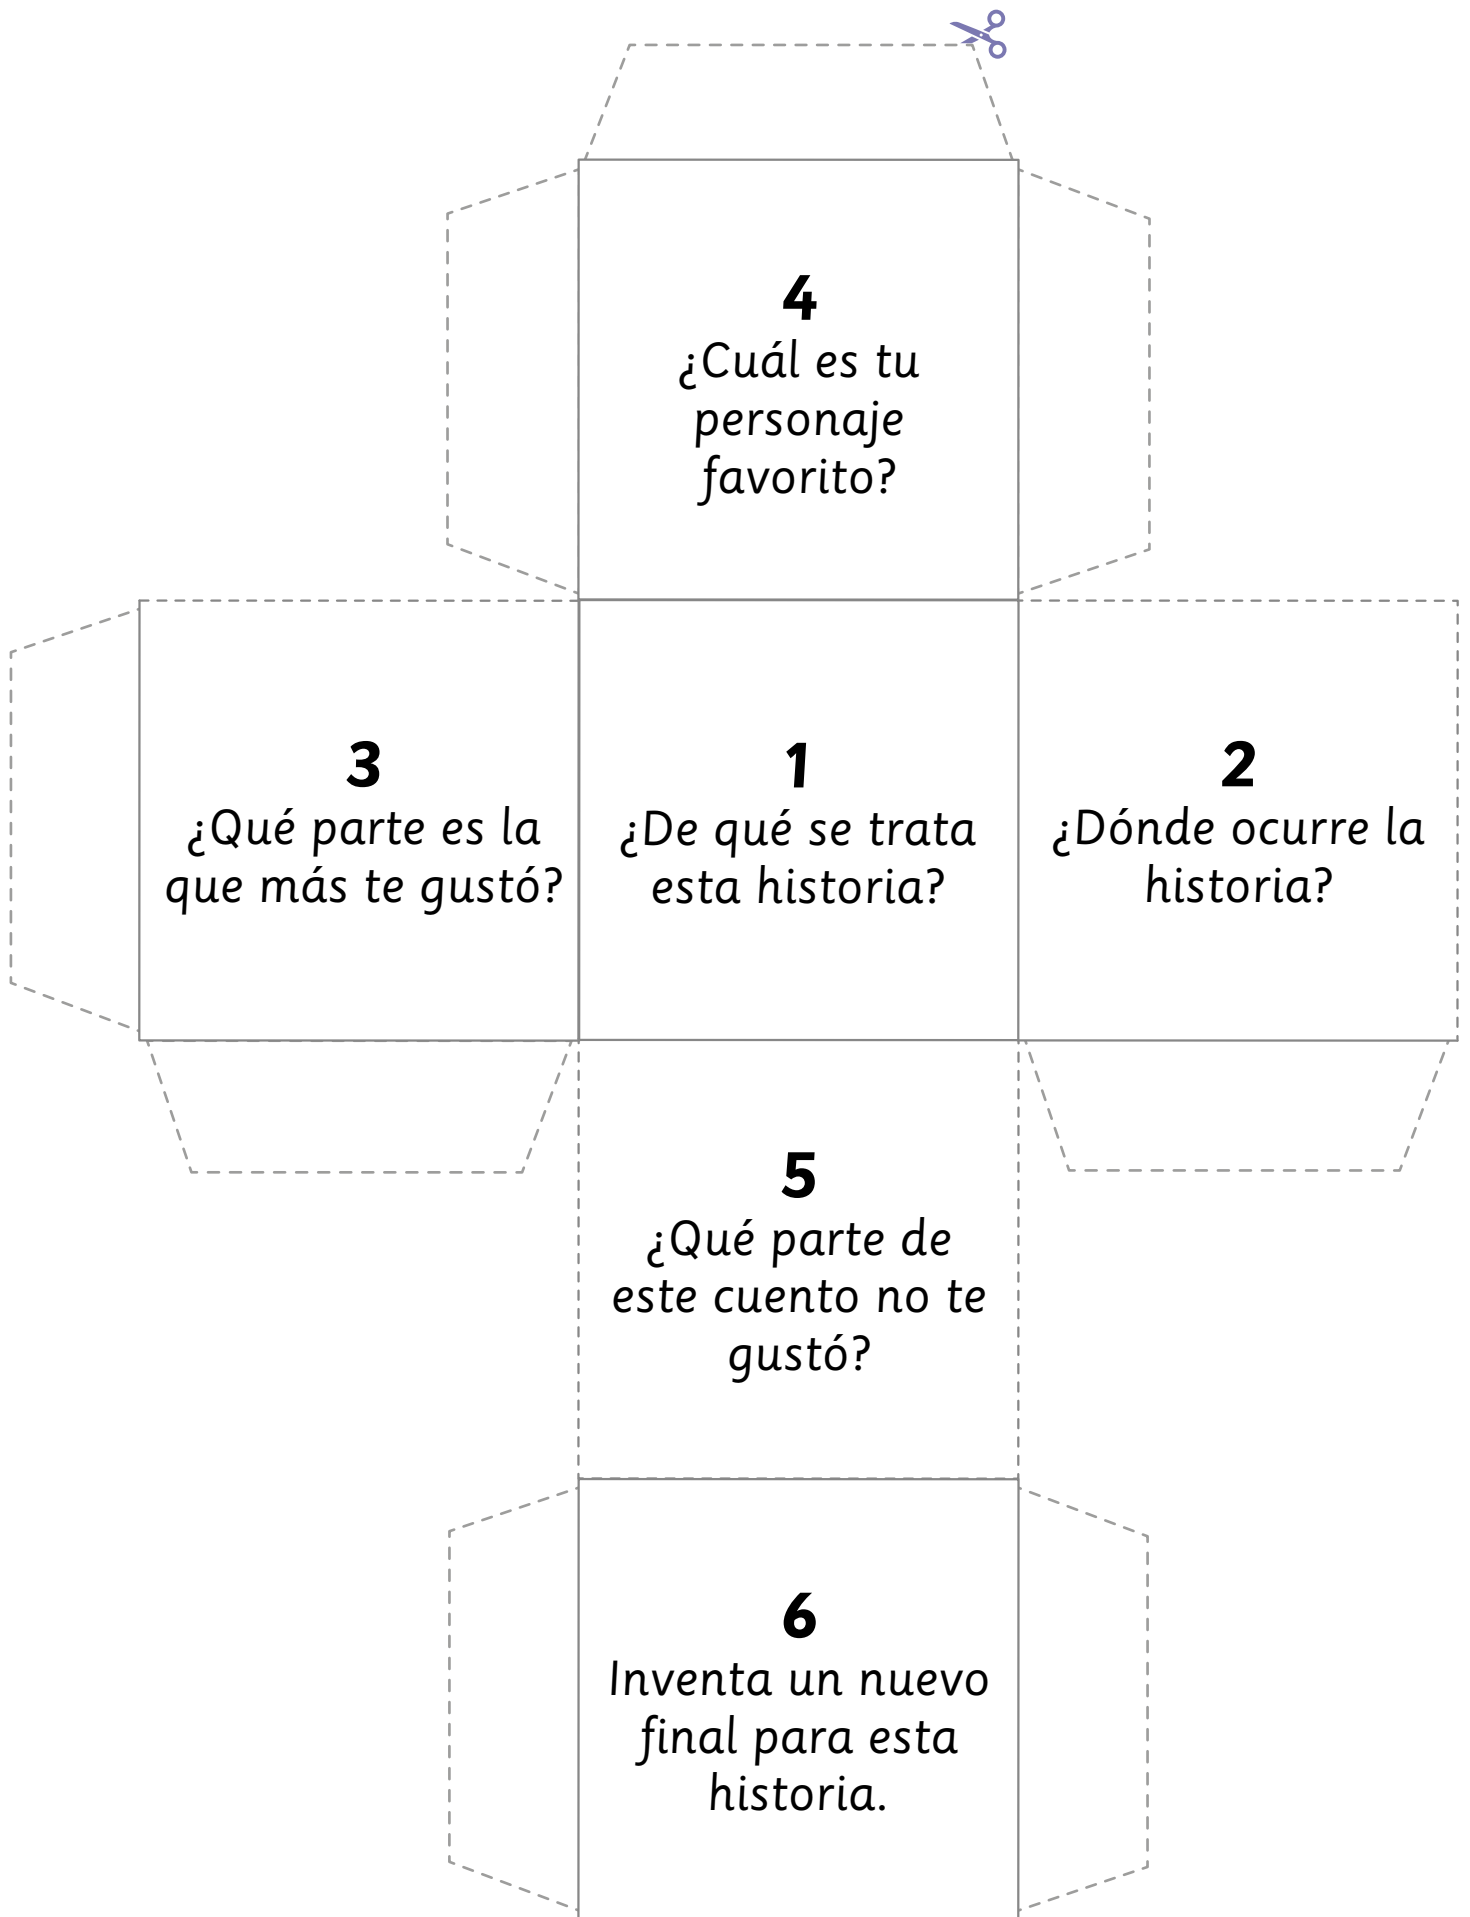 4
¿Cuál es tu
personaje
favorito?
3
¿Qué parte es la
que más te gustó?
1
¿De qué se trata
esta historia?
2
¿Dónde ocurre la
historia?
5
¿Qué parte de
este cuento no te
gustó?
6
Inventa un nuevo
final para esta
historia.